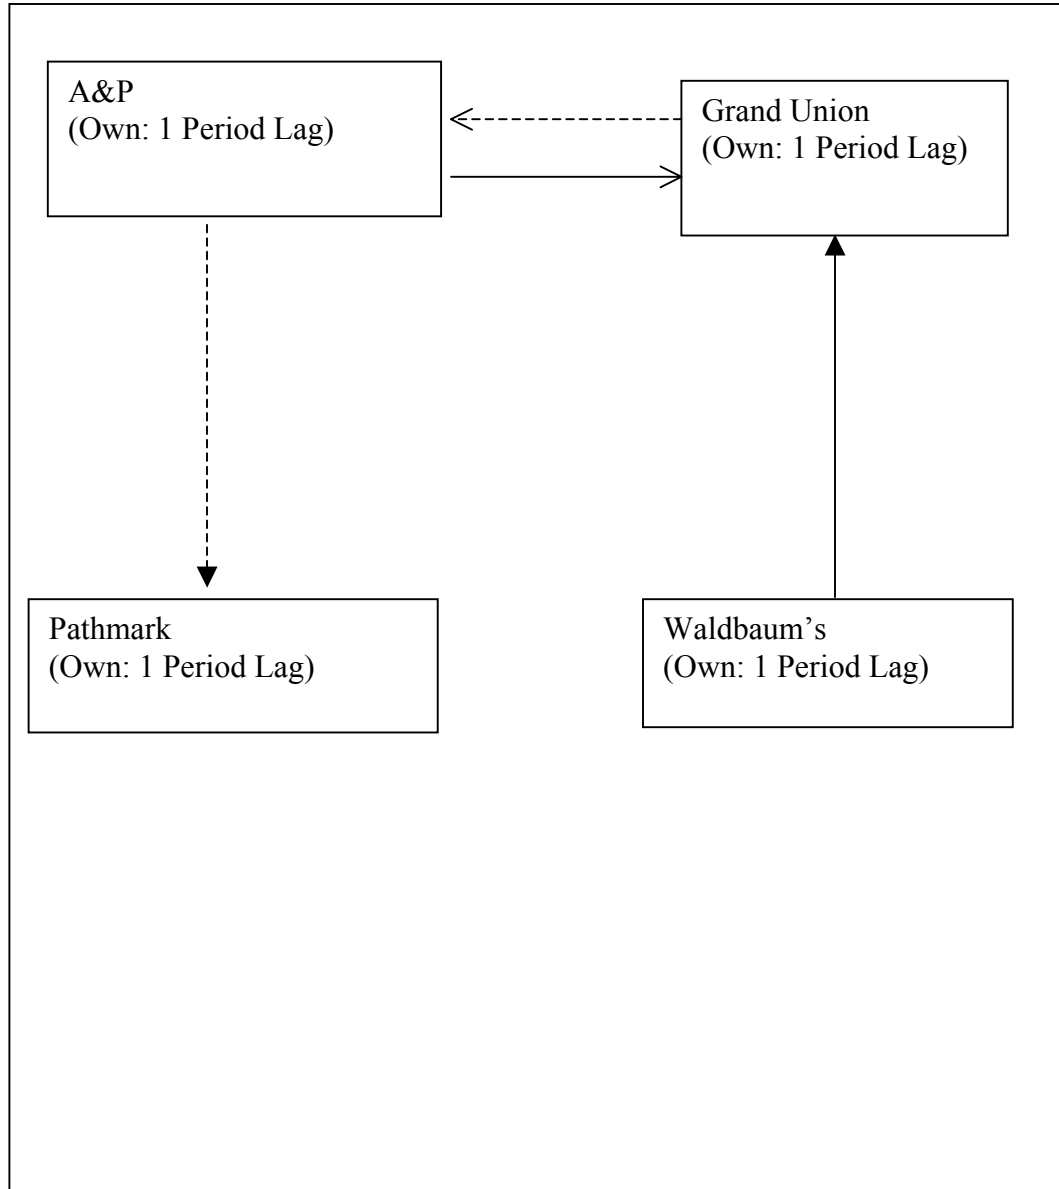 A&P
(Own: 1 Period Lag)
Grand Union
(Own: 1 Period Lag)
Pathmark
(Own: 1 Period Lag)
Waldbaum’s
(Own: 1 Period Lag)